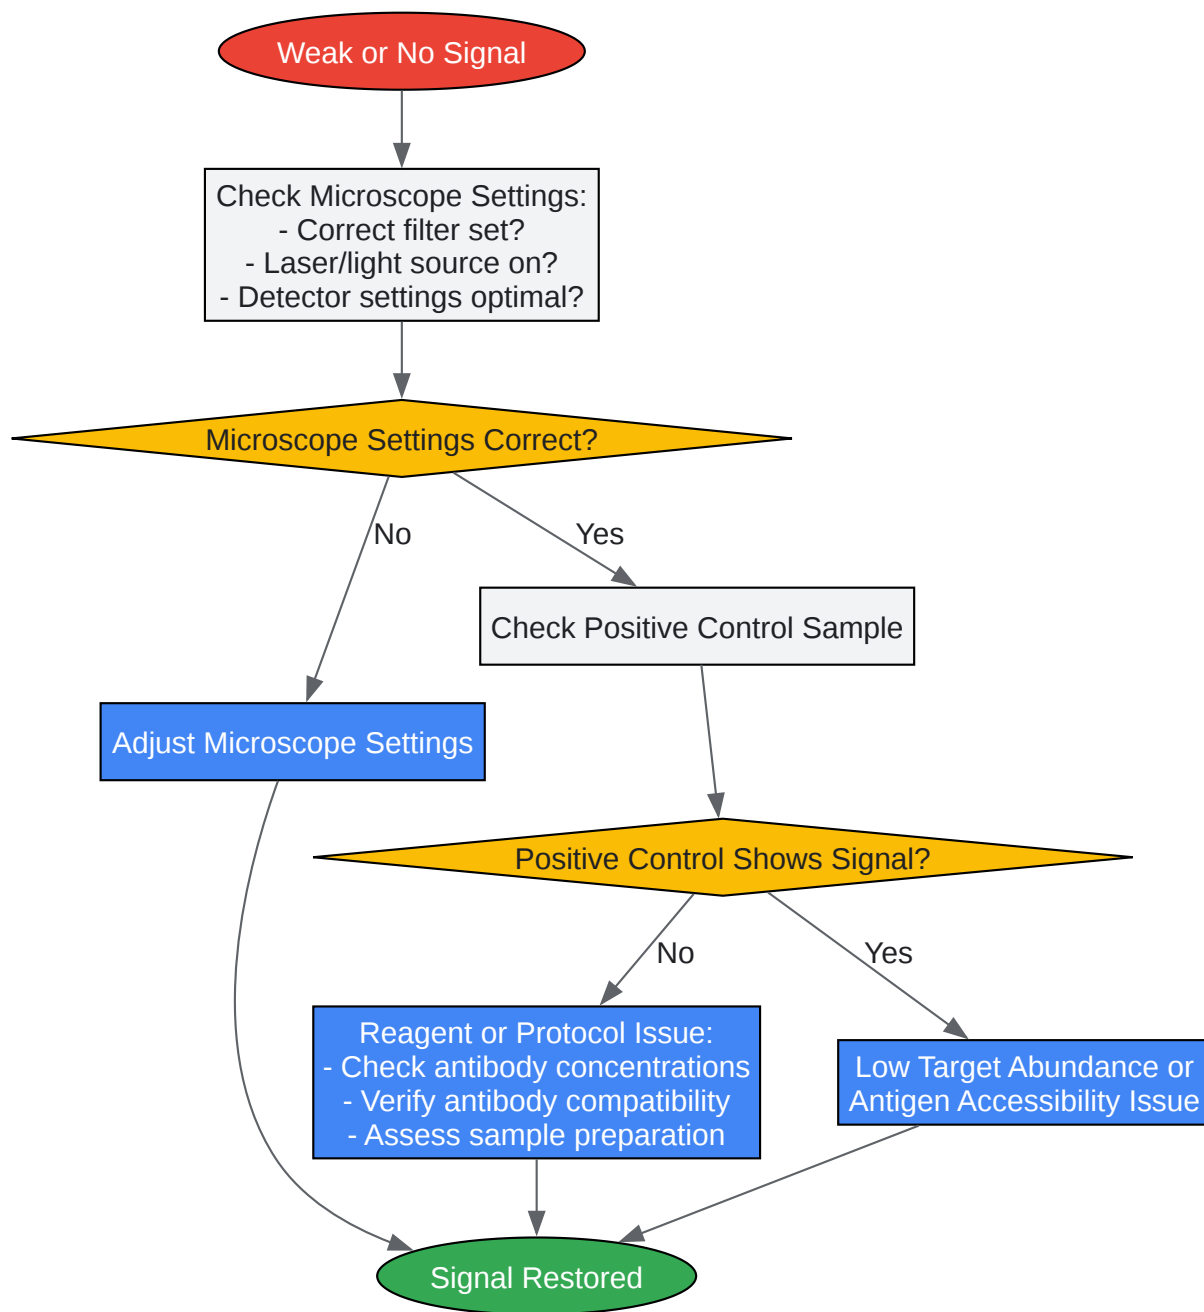 Weak or No Signal
Check Microscope Settings:
- Correct filter set?
- Laser/light source on?
- Detector settings optimal?
Microscope Settings Correct?
No
Yes
Check Positive Control Sample
Adjust Microscope Settings
Positive Control Shows Signal?
No
Yes
Reagent or Protocol Issue:
- Check antibody concentrations
- Verify antibody compatibility
- Assess sample preparation
Low Target Abundance or
Antigen Accessibility Issue
Signal Restored